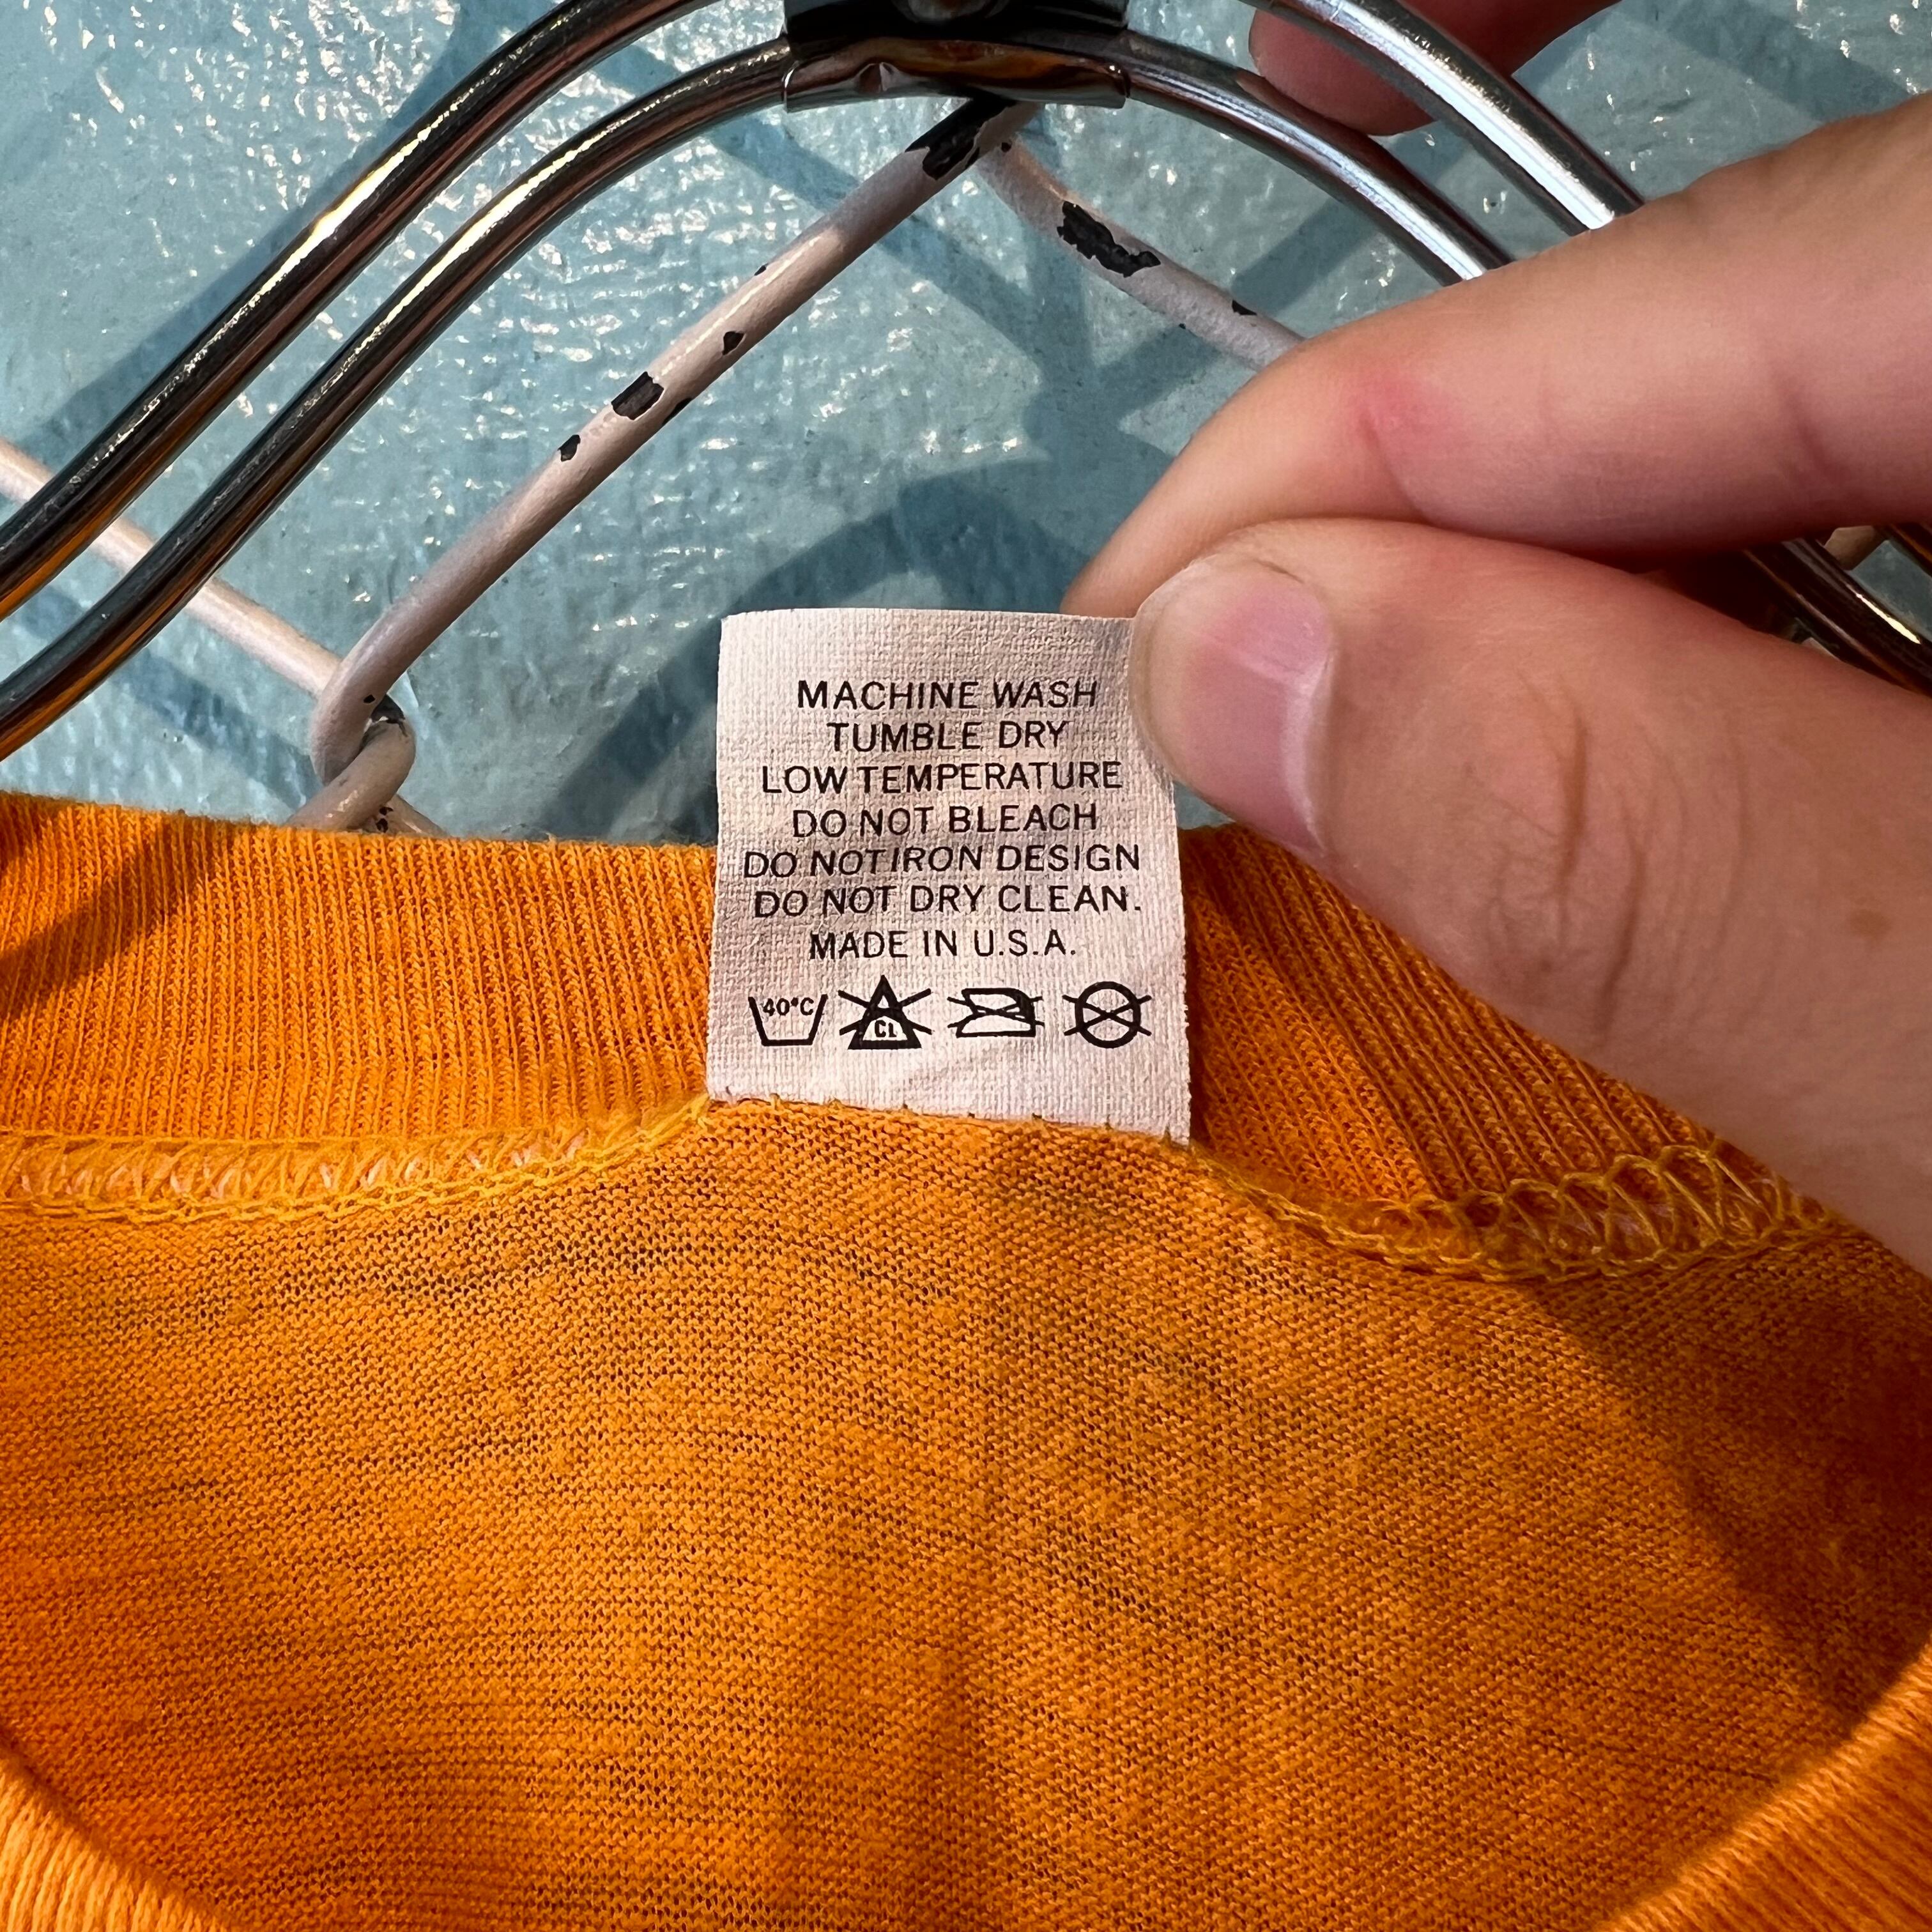 MACHINE WASH
TUMBLE DRY
LOW TEMPERATURE
DO NOT BLEACH
DO NOT IRON DESIGN
DO NOT DRY CLEAN.
MADE IN U.S.A.
40°C CL